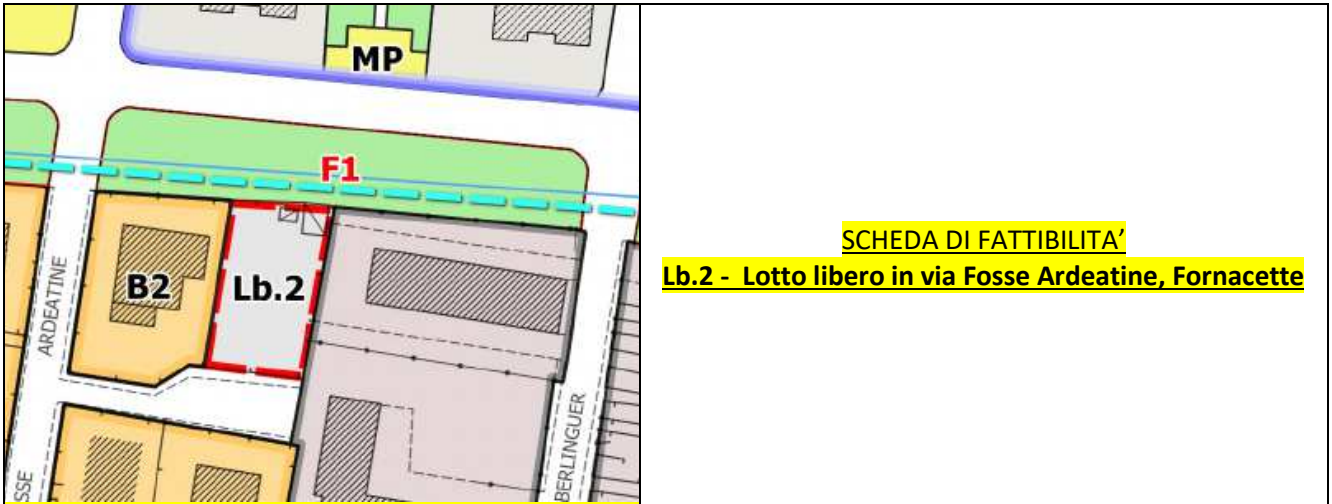 MP
F1
B2
Lb.2
ARDEATINE
SSE
BERLINGUER
SCHEDA DI FATTIBILITA’
Lb.2 - Lotto libero in via Fosse Ardeatine, Fornacette